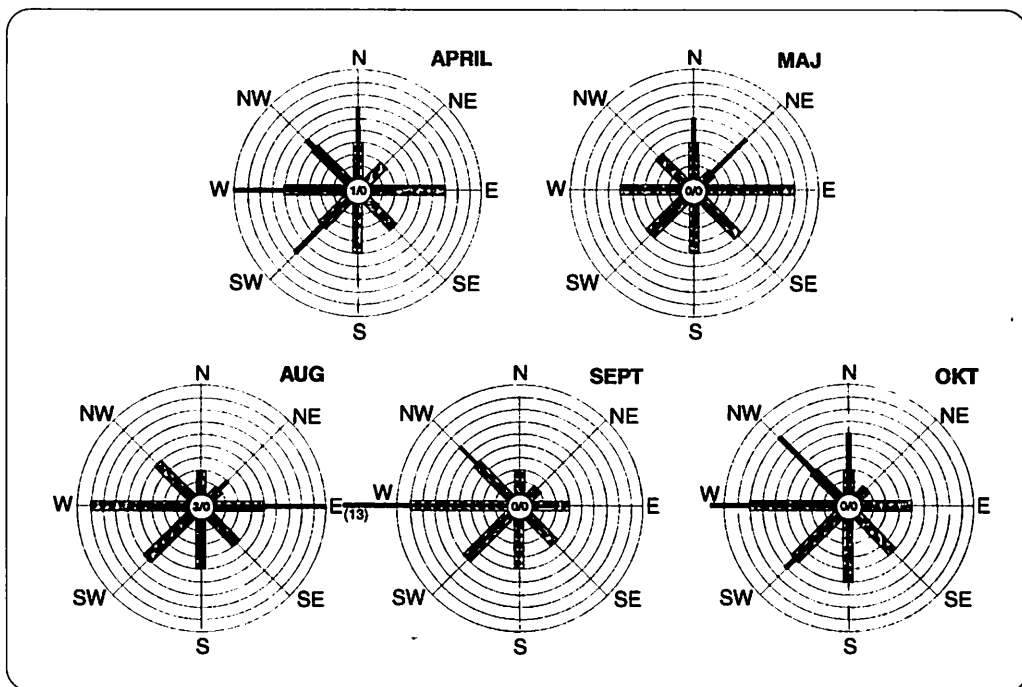 N APRIL
NW NE
W 1/0 E
SW SE
S
N MAJ
NW NE
W 0/0 E
SW SE
S
N AUG
NW NE
W 3/0 E
SW SE
S
N SEPT
NW NE
W (13) 0/0 E
SW SE
S
N OKT
NW NE
W 0/0 E
SW SE
S